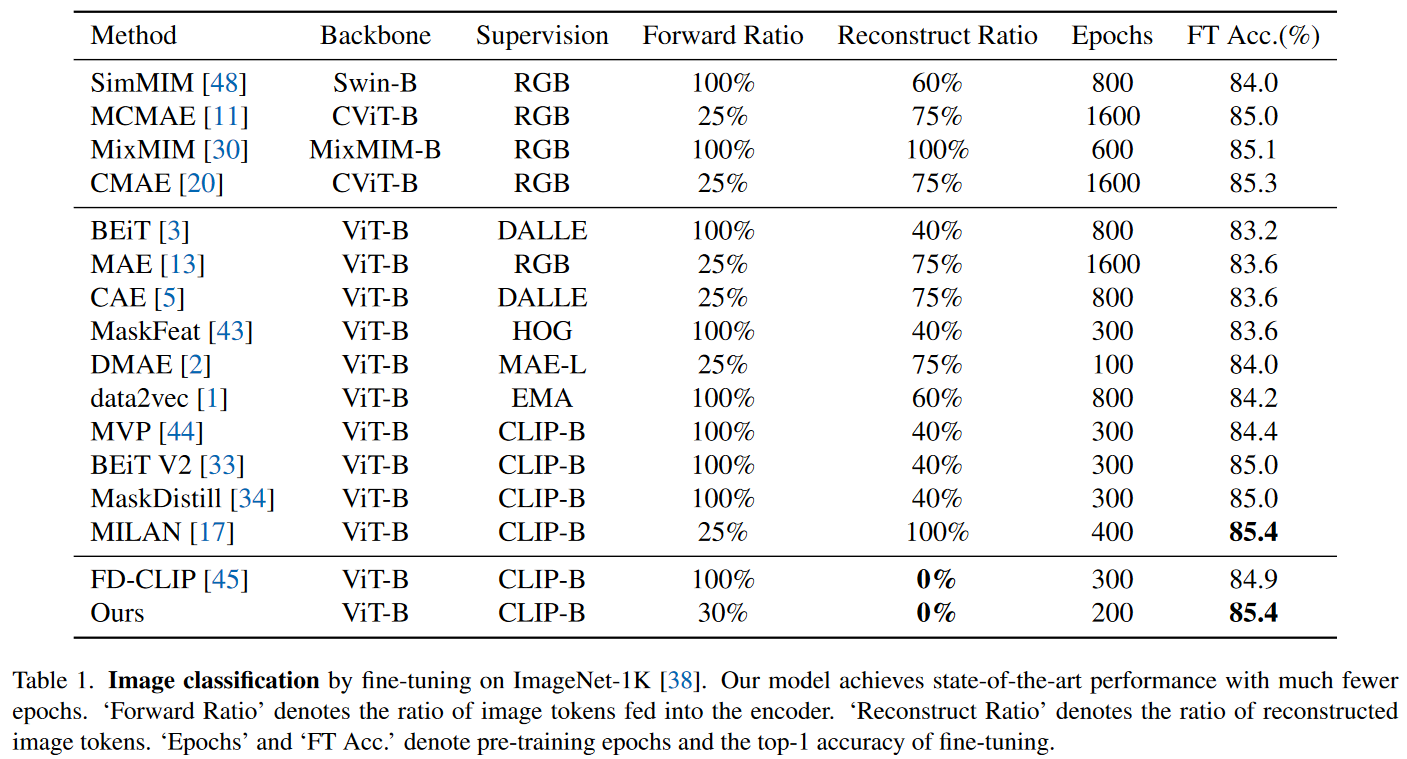 Method Backbone Supervision Forward Ratio Reconstruct Ratio Epochs FT Acc.(%)
SimMIM [48] Swin-B RGB 100% 60% 800 84.0
MCMAE [11] CViT-B RGB 25% 75% 1600 85.0
MixMIM [30] MixMIM-B RGB 100% 100% 600 85.1
CMAE [20] CViT-B RGB 25% 75% 1600 85.3
BEiT [3] ViT-B DALLE 100% 40% 800 83.2
MAE [13] ViT-B RGB 25% 75% 1600 83.6
CAE [5] ViT-B DALLE 25% 75% 800 83.6
MaskFeat [43] ViT-B HOG 100% 40% 300 83.6
DMAE [2] ViT-B MAE-L 25% 75% 100 84.0
data2vec [1] ViT-B EMA 100% 60% 800 84.2
MVP [44] ViT-B CLIP-B 100% 40% 300 84.4
BEiT V2 [33] ViT-B CLIP-B 100% 40% 300 85.0
MaskDistill [34] ViT-B CLIP-B 100% 40% 300 85.0
MILAN [17] ViT-B CLIP-B 25% 100% 400 85.4
FD-CLIP [45] ViT-B CLIP-B 100% 0% 300 84.9
Ours ViT-B CLIP-B 30% 0% 200 85.4
Table 1. Image classification by fine-tuning on ImageNet-1K [38]. Our model achieves state-of-the-art performance with much fewer
epochs. ‘Forward Ratio’ denotes the ratio of image tokens fed into the encoder. ‘Reconstruct Ratio’ denotes the ratio of reconstructed
image tokens. ‘Epochs’ and ‘FT Acc.’ denote pre-training epochs and the top-1 accuracy of fine-tuning.